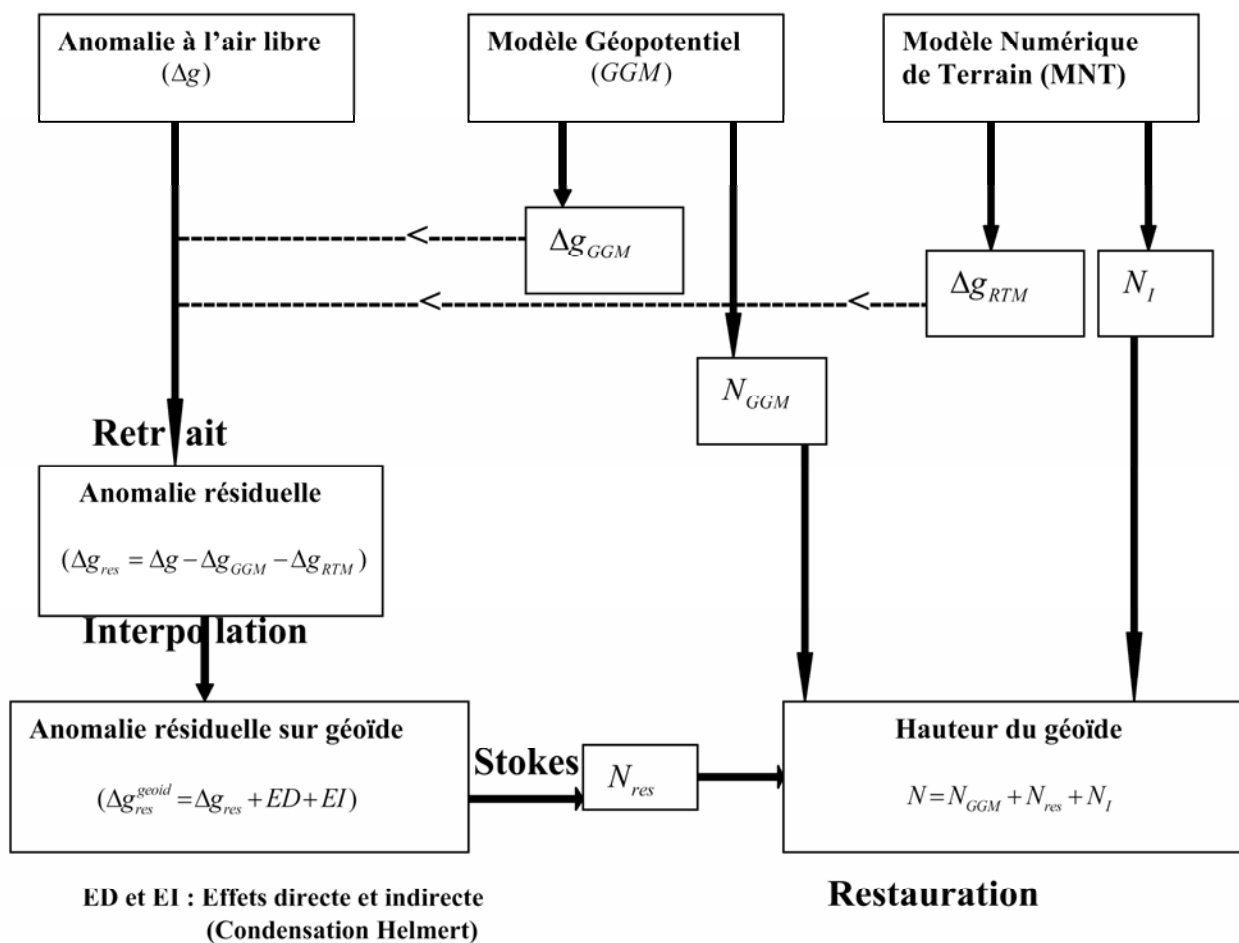 Anomalie à l'air libre
(Δg)
Modèle Géopotentiel
(GGM)
Modèle Numérique
de Terrain (MNT)
Δg_GGM
Δg_RTM
N_I
N_GGM
Retrait
Anomalie résiduelle
(Δg_res = Δg − Δg_GGM − Δg_RTM)
Interpollation
Anomalie résiduelle sur géoïde
(Δg_res^geoid = Δg_res + ED + EI)
Stokes
N_res
Hauteur du géoïde
N = N_GGM + N_res + N_I
ED et EI : Effets directe et indirecte
(Condensation Helmert)
Restauration